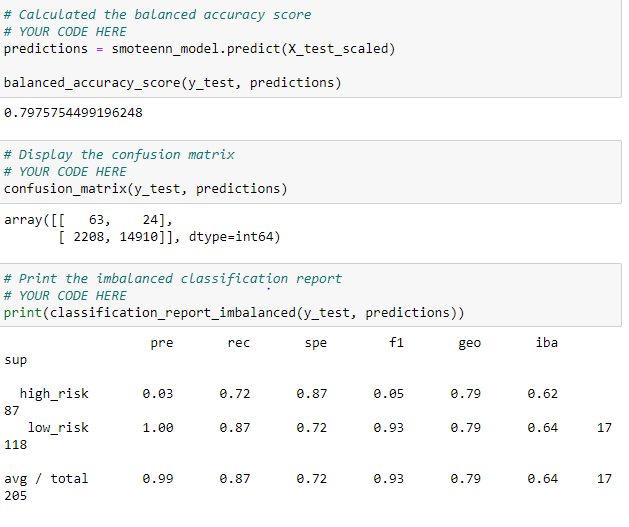 # Calculated the balanced accuracy score
# YOUR CODE HERE
predictions = smoteenn_model.predict(X_test_scaled)
balanced_accuracy_score(y_test, predictions)
0.7975754499196248
# Display the confusion matrix
# YOUR CODE HERE
confusion_matrix(y_test, predictions)
array([[   63,    24],
       [ 2208, 14910]], dtype=int64)
# Print the imbalanced classification report
# YOUR CODE HERE
print(classification_report_imbalanced(y_test, predictions))
pre rec spe f1 geo iba
sup
high_risk 0.03 0.72 0.87 0.05 0.79 0.62
87
low_risk 1.00 0.87 0.72 0.93 0.79 0.64 17
118
avg / total 0.99 0.87 0.72 0.93 0.79 0.64 17
205